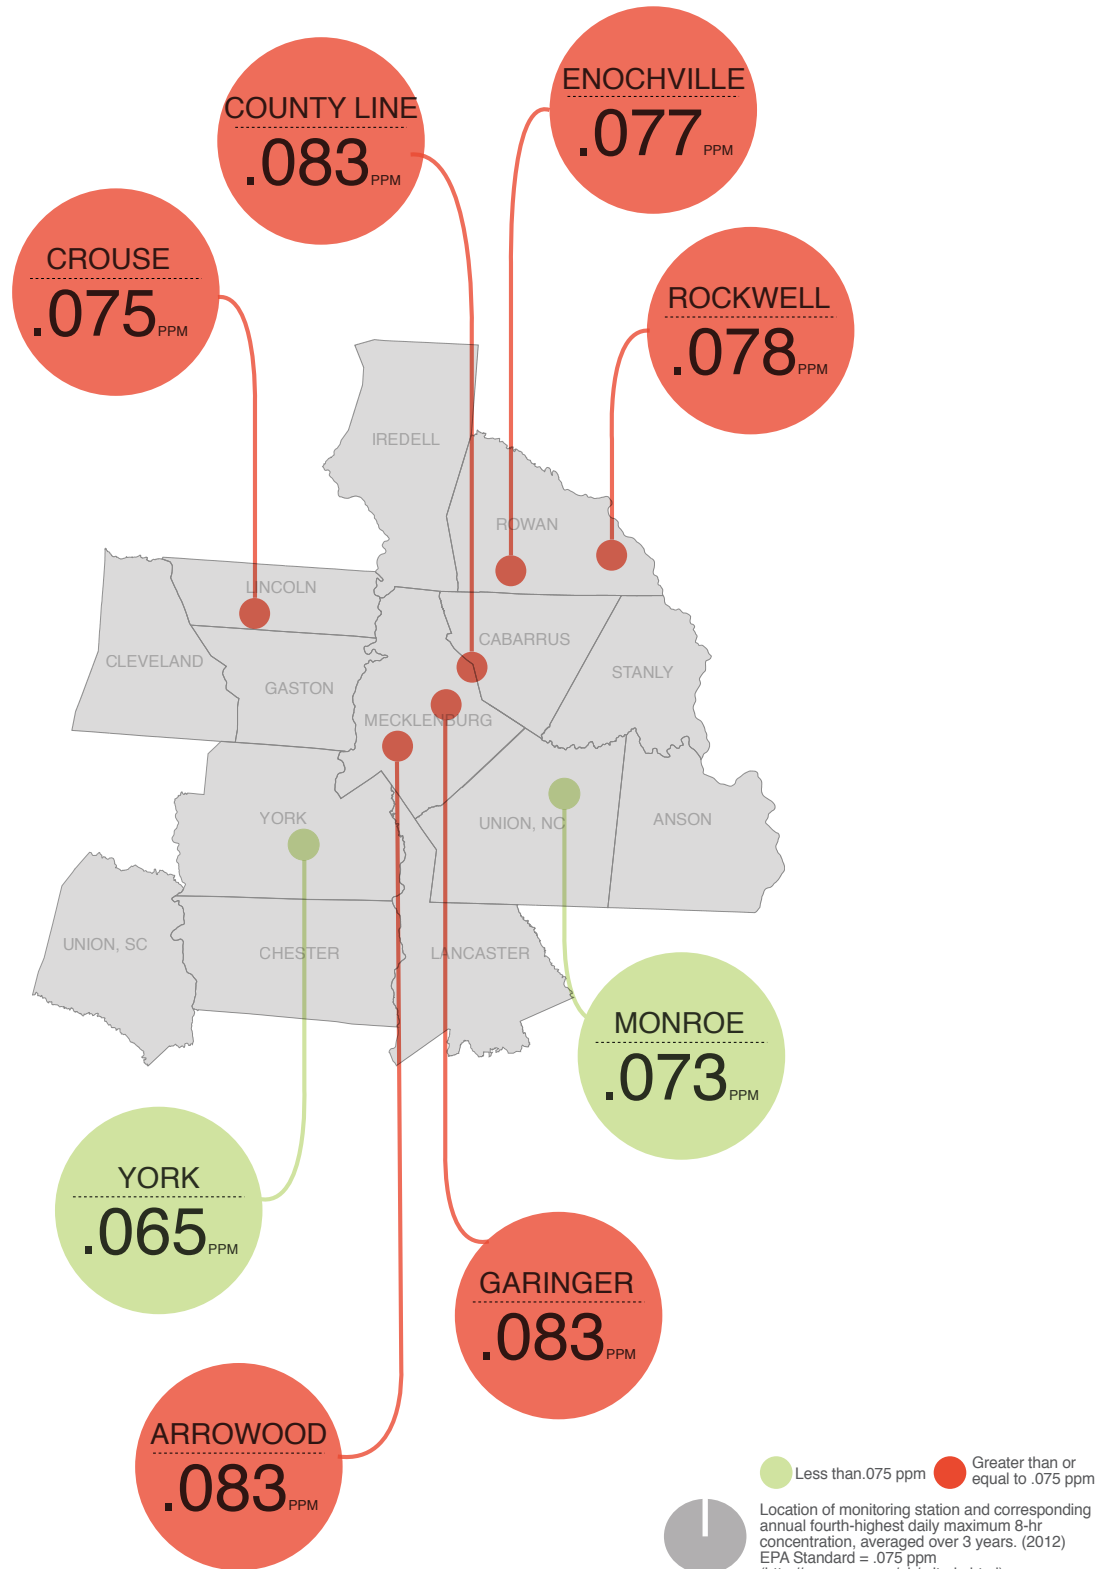 ENOCHVILLE
.077 PPM
COUNTY LINE
.083 PPM
CROUSE
.075 PPM
ROCKWELL
.078 PPM
IREDELL
ROWAN
LINCOLN
CABARRUS
CLEVELAND
STANLY
GASTON
MECKLENBURG
YORK
UNION, NC
ANSON
UNION, SC
CHESTER
LANCASTER
MONROE
.073 PPM
YORK
.065 PPM
GARINGER
.083 PPM
ARROWOOD
.083 PPM
Less than.075 ppm
Greater than or
equal to .075 ppm
Location of monitoring station and corresponding
annual fourth-highest daily maximum 8-hr
concentration, averaged over 3 years. (2012)
EPA Standard = .075 ppm